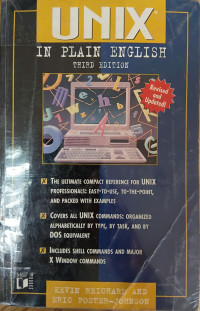 UNIX
IN PLAIN ENGLISH
THIRD EDITION
Revised
and
Updated!
THE ULTIMATE COMPACT REFERENCE FOR UNIX
PROFESSIONALS: EASY-TO-USE, TO-THE-POINT,
AND PACKED WITH EXAMPLES
COVERS ALL UNIX COMMANDS: ORGANIZED
ALPHABETICALLY BY TYPE, BY TASK, AND BY
DOS EQUIVALENT
INCLUDES SHELL COMMANDS AND MAJOR
X WINDOW COMMANDS
KEVIN REICHARD AND
ERIC FOSTER-JOHNSON